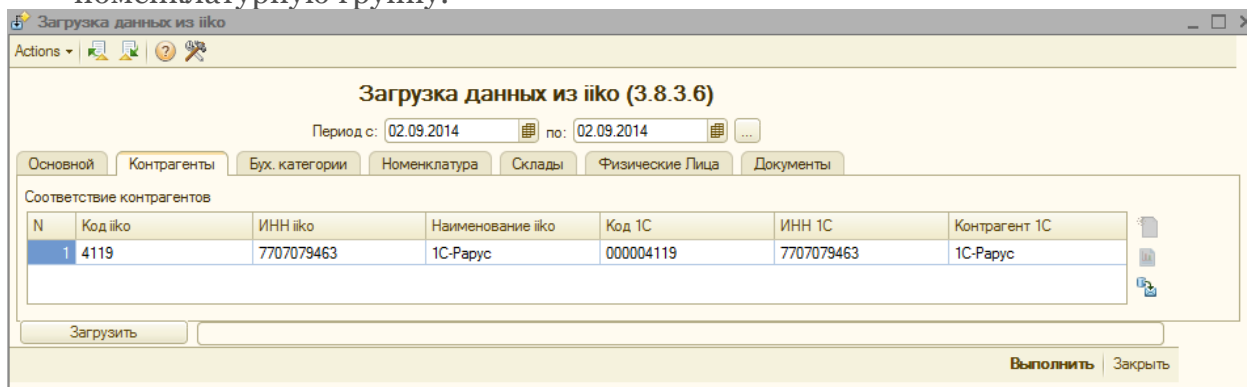 номенклатурную группу.
Загрузка данных из iiko
Actions
Загрузка данных из iiko (3.8.3.6)
Период с: 02.09.2014 по: 02.09.2014 ...
Основной Контрагенты Бух. категории Номенклатура Склады Физические Лица Документы
Соответствие контрагентов
N Код iiko ИНН iiko Наименование iiko Код 1С ИНН 1С Контрагент 1С
1 4119 7707079463 1С-Рарус 000004119 7707079463 1С-Рарус
Загрузить
Выполнить Закрыть